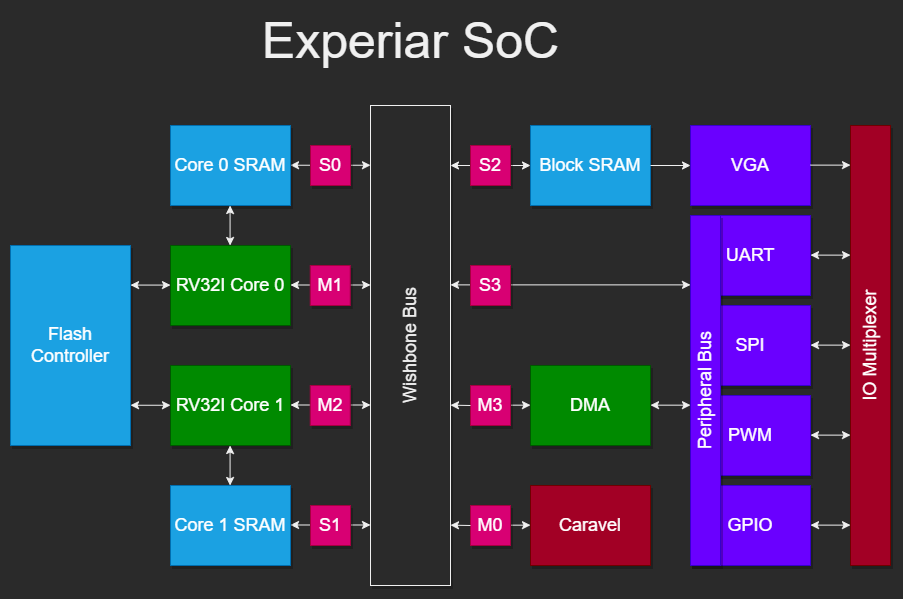 Experiar SoC
Core 0 SRAM
S0
S2
Block SRAM
VGA
Flash
Controller
RV32I Core 0
M1
Wishbone Bus
S3
Peripheral Bus
UART
SPI
IO Multiplexer
RV32I Core 1
M2
M3
DMA
PWM
Core 1 SRAM
S1
M0
Caravel
GPIO